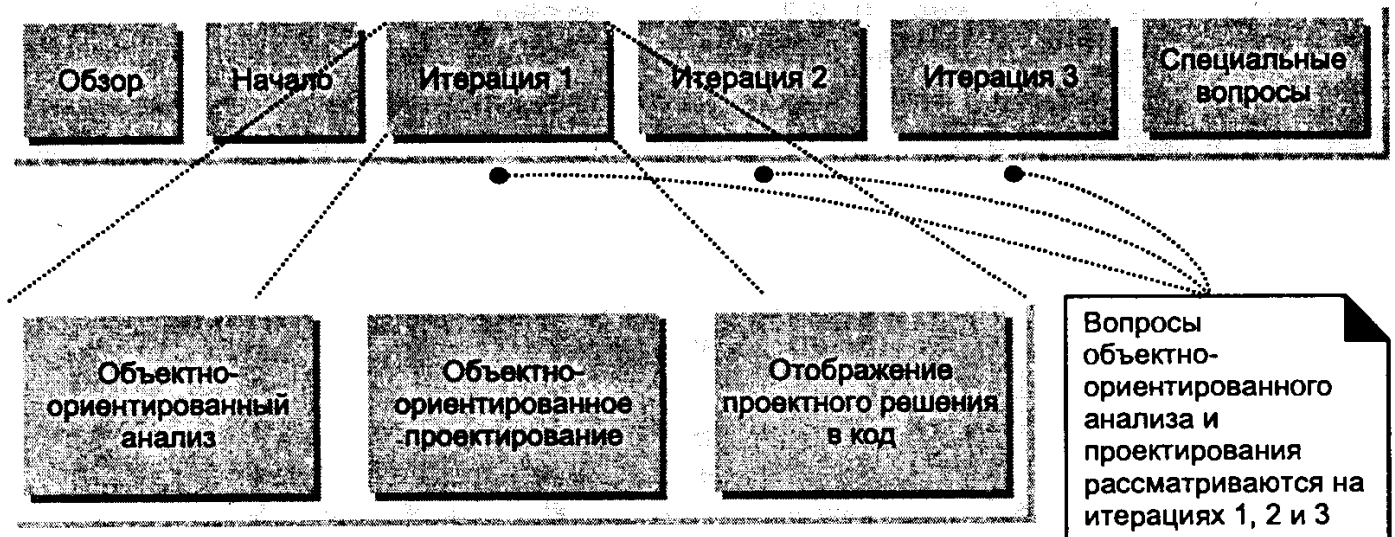 Обзор
Начало
Итерация 1
Итерация 2
Итерация 3
Специальные
вопросы
Объектно-
ориентированный
анализ
Объектно-
ориентированное
проектирование
Отображение
проектного решения
в код
Вопросы
объектно-
ориентированного
анализа и
проектирования
рассматриваются на
итерациях 1, 2 и 3